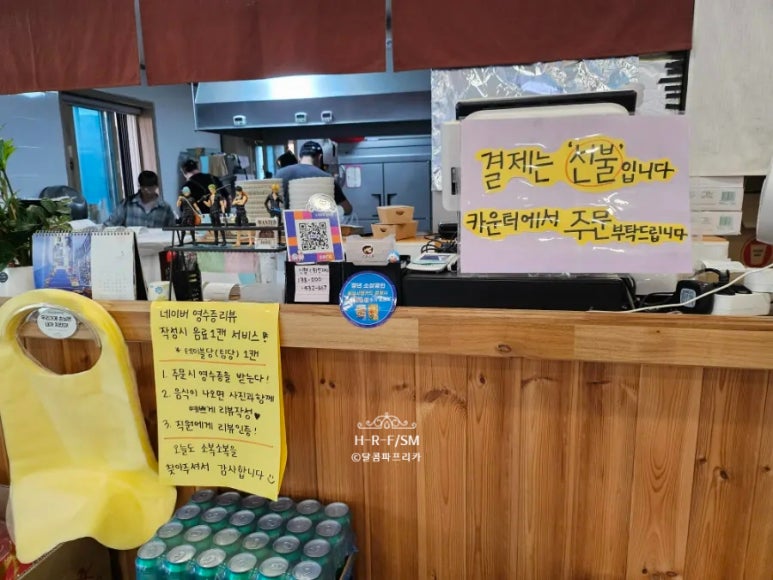 결제는 '선불'입니다
카운터에서 주문 부탁드립니다
네이버 영수증리뷰
작성시 음료1캔 서비스!
* 테이블당(팀당) 1캔
1. 주문시 영수증을 받는다!
2. 음식이 나오면 사진과함께
예쁘게 리뷰작성♥
3. 직원에게 리뷰인증!
오늘도 소복소복을
찾아주셔서 감사합니다
H-R-F/SM
©달콤파프리카